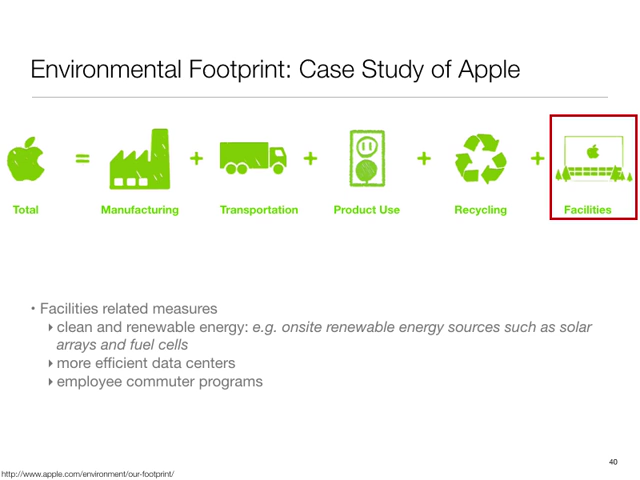 Environmental Footprint: Case Study of Apple
= + + + +
Total Manufacturing Transportation Product Use Recycling Facilities
• Facilities related measures
‣ clean and renewable energy: e.g. onsite renewable energy sources such as solar
arrays and fuel cells
‣ more efficient data centers
‣ employee commuter programs
40
http://www.apple.com/environment/our-footprint/